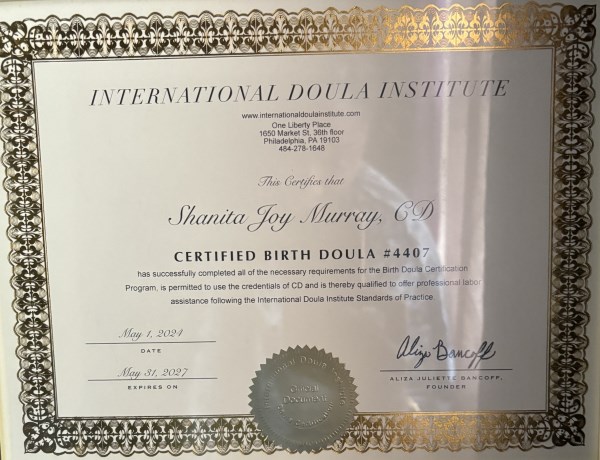 INTERNATIONAL DOULA INSTITUTE
www.internationaldoulainstitute.com
One Liberty Place
1650 Market St, 36th floor
Philadelphia, PA 19103
484-278-1648
This Certifies that
Shanita Joy Murray, CD
CERTIFIED BIRTH DOULA #4407
has successfully completed all of the necessary requirements for the Birth Doula Certification
Program, is permitted to use the credentials of CD and is thereby qualified to offer professional labor
assistance following the International Doula Institute Standards of Practice
May 1, 2024
DATE
May 31, 2027
EXPIRES ON
Official
Document
Aliza Bancoff
ALIZA JULIETTE BANCOFF,
FOUNDER